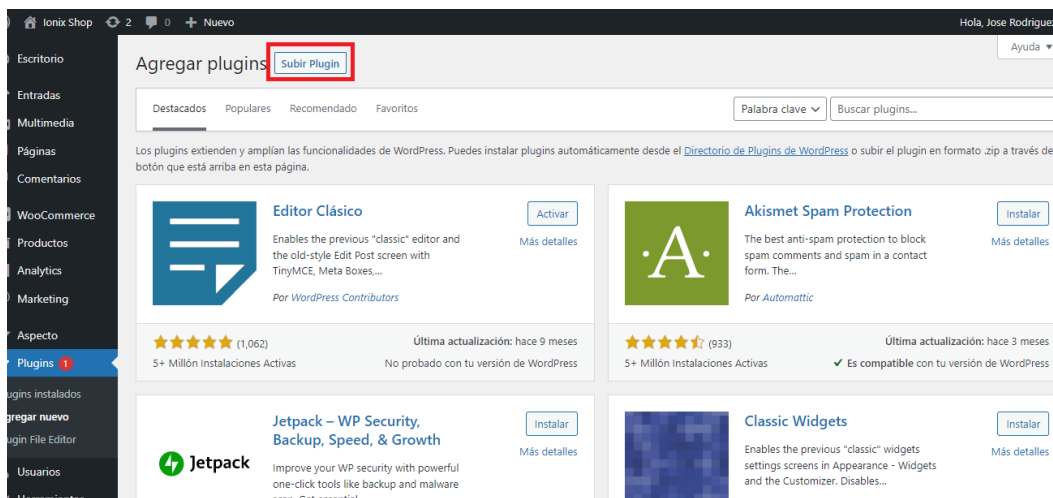 Ionix Shop 2 0 + Nuevo Hola, Jose Rodriguez
Ayuda
Escritorio
Entradas
Multimedia
Páginas
Comentarios
WooCommerce
Productos
Analytics
Marketing
Aspecto
Plugins 1
Agregar nuevo
Usuarios
Agregar plugins Subir Plugin
Destacados Populares Recomendado Favoritos Palabra clave Buscar plugins...
Los plugins extienden y amplían las funcionalidades de WordPress. Puedes instalar plugins automáticamente desde el Directorio de Plugins de WordPress o subir el plugin en formato .zip a través de
botón que está arriba en esta página.
Editor Clásico
Activar
Enables the previous "classic" editor and
Más detalles
the old-style Edit Post screen with
TinyMCE, Meta Boxes,...
Por WordPress Contributors
(1,062) Última actualización: hace 9 meses
5+ Millón Instalaciones Activas No probado con tu versión de WordPress
·A·
Akismet Spam Protection
Instalar
The best anti-spam protection to block
Más detalles
spam comments and spam in a contact
form. The...
Por Automattic
(933) Última actualización: hace 3 meses
5+ Millón Instalaciones Activas ✓ Es compatible con tu versión de WordPress
Jetpack
Jetpack – WP Security,
Backup, Speed, & Growth
Instalar
Más detalles
Improve your WP security with powerful
one-click tools like backup and malware
Classic Widgets
Instalar
Enables the previous "classic" widgets
Más detalles
settings screens in Appearance - Widgets
and the Customizer. Disables...